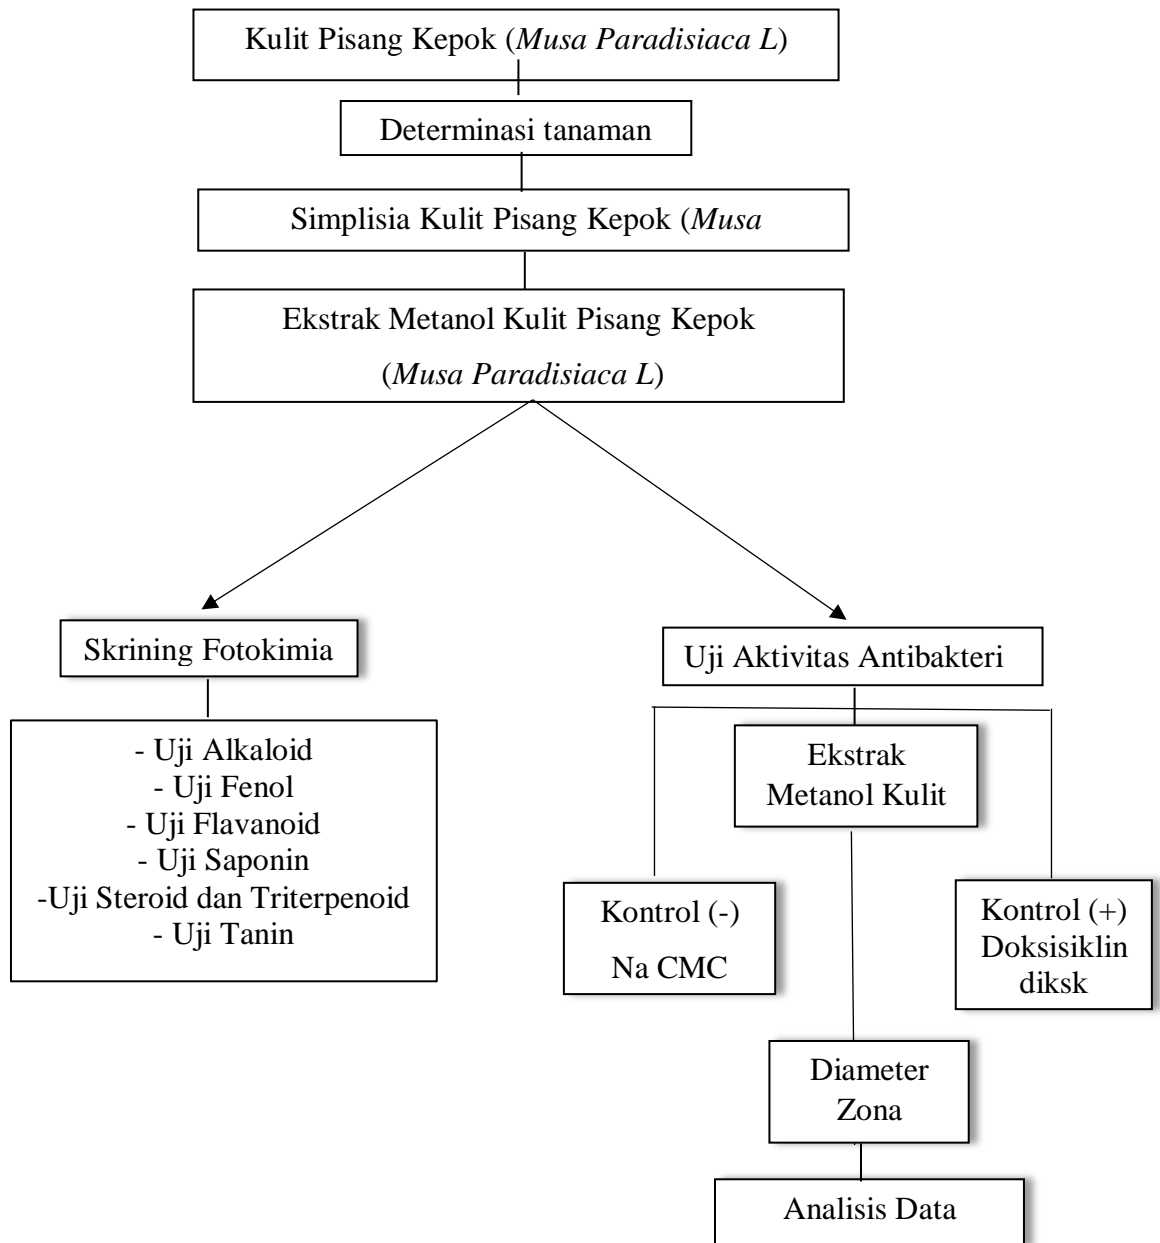 Kulit Pisang Kepok (Musa Paradisiaca L)
Determinasi tanaman
Simplisia Kulit Pisang Kepok (Musa
Ekstrak Metanol Kulit Pisang Kepok
(Musa Paradisiaca L)
Skrining Fotokimia
- Uji Alkaloid
- Uji Fenol
- Uji Flavanoid
- Uji Saponin
-Uji Steroid dan Triterpenoid
- Uji Tanin
Uji Aktivitas Antibakteri
Ekstrak
Metanol Kulit
Kontrol (-)
Na CMC
Kontrol (+)
Doksisiklin
diksk
Diameter
Zona
Analisis Data